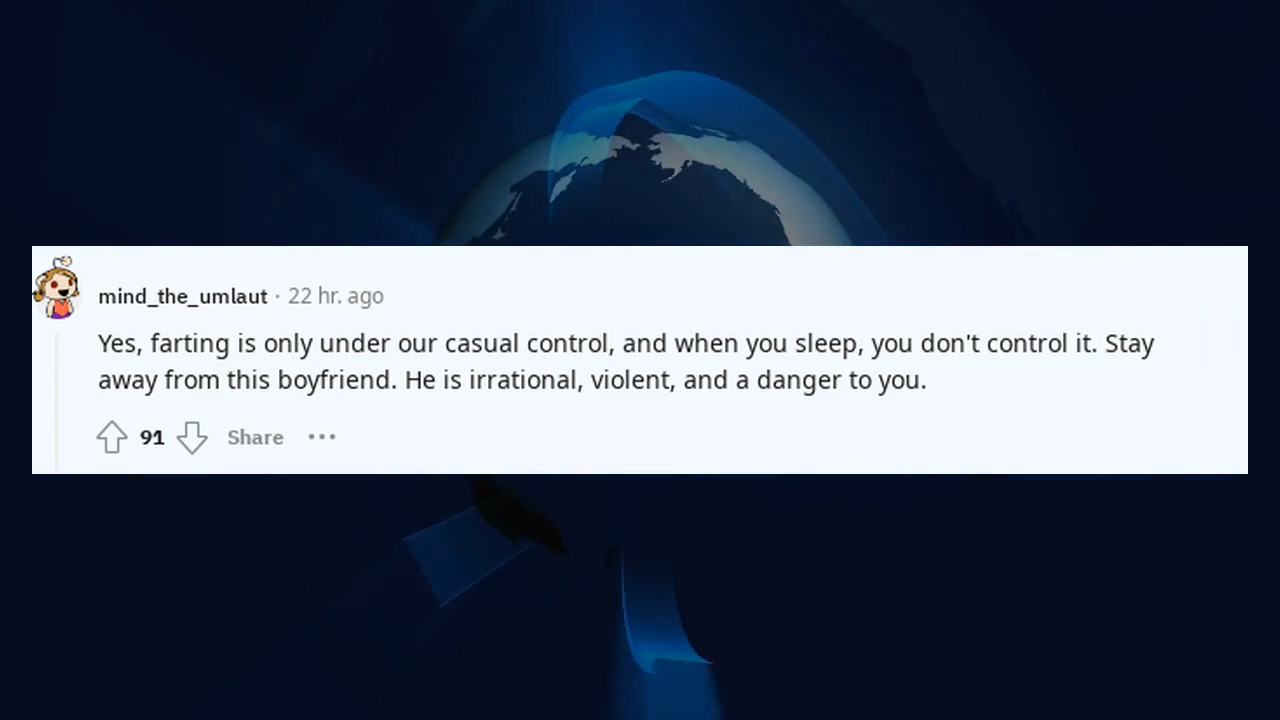 mind_the_umlaut · 22 hr. ago
Yes, farting is only under our casual control, and when you sleep, you don't control it. Stay
away from this boyfriend. He is irrational, violent, and a danger to you.
91 Share •••